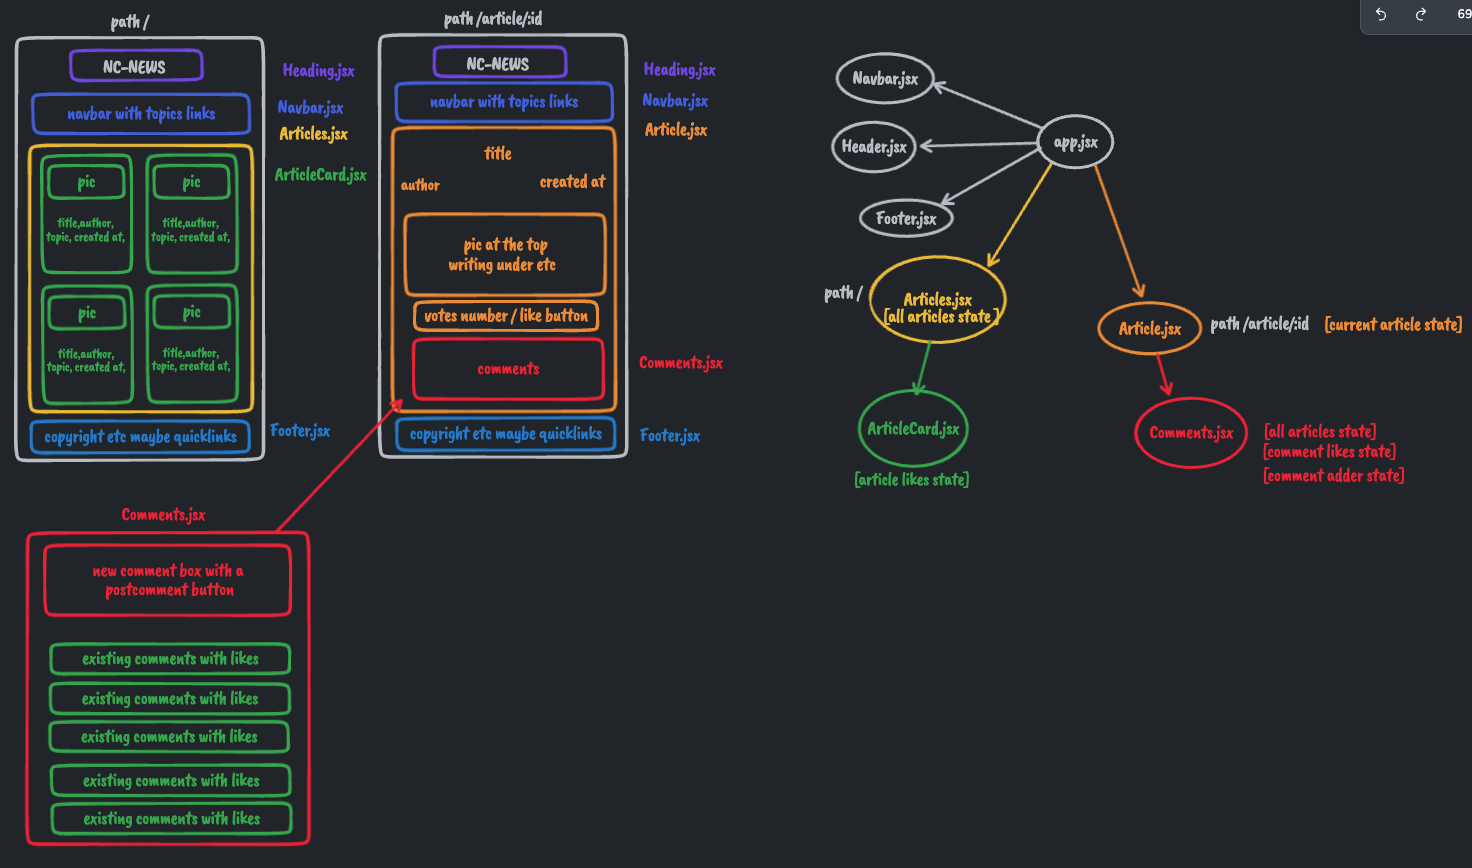 path /
NC-NEWS
Heading.jsx
navbar with topics links
Navbar.jsx
Articles.jsx
ArticleCard.jsx
pic
title,author,
topic, created at,
pic
title,author,
topic, created at,
pic
title,author,
topic, created at,
pic
title,author,
topic, created at,
copyright etc maybe quicklinks
Footer.jsx
path /article/:id
NC-NEWS
Heading.jsx
navbar with topics links
Navbar.jsx
Article.jsx
title
author
created at
pic at the top
writing under etc
votes number / like button
comments
Comments.jsx
copyright etc maybe quicklinks
Footer.jsx
Comments.jsx
new comment box with a
postcomment button
existing comments with likes
existing comments with likes
existing comments with likes
existing comments with likes
existing comments with likes
69
Navbar.jsx
Header.jsx
app.jsx
Footer.jsx
path /
Articles.jsx
[all articles state]
Article.jsx
path /article/:id
[current article state]
ArticleCard.jsx
[article likes state]
Comments.jsx
[all articles state]
[comment likes state]
[comment adder state]